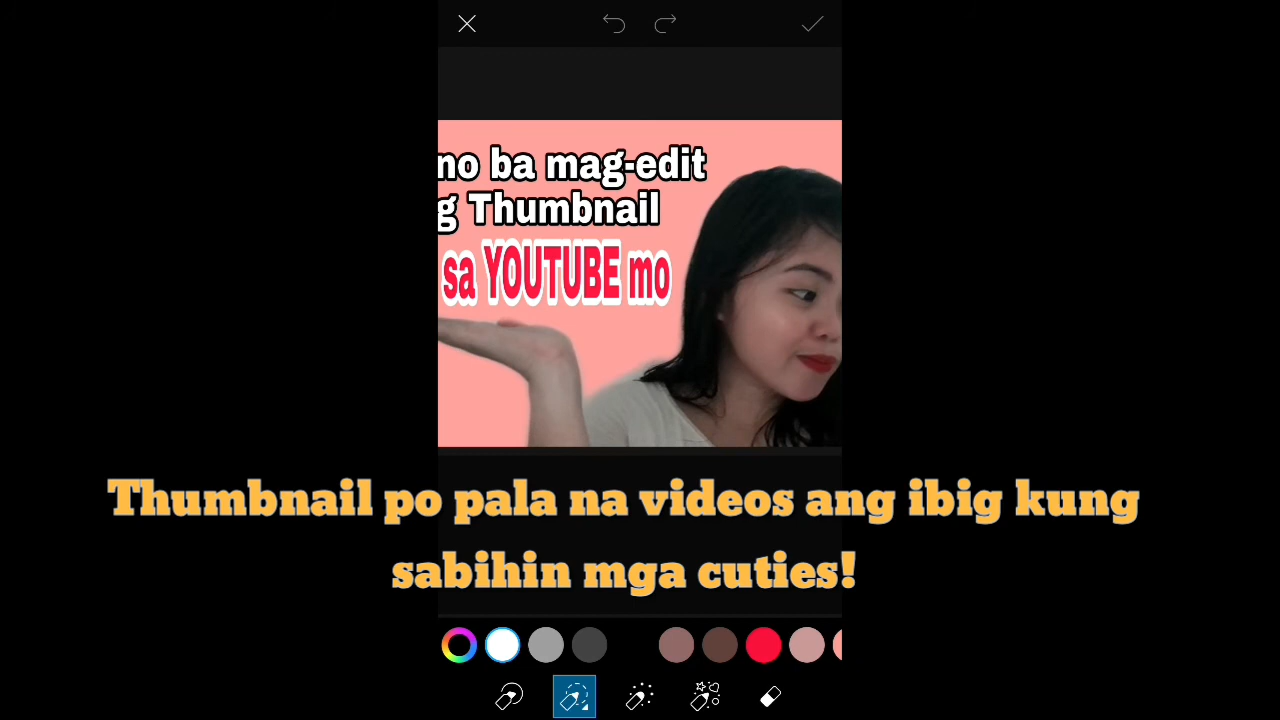 no ba mag-edit
g Thumbnail
sa YOUTUBE mo
Thumbnail po pala na videos ang ibig kung
sabihin mga cuties!